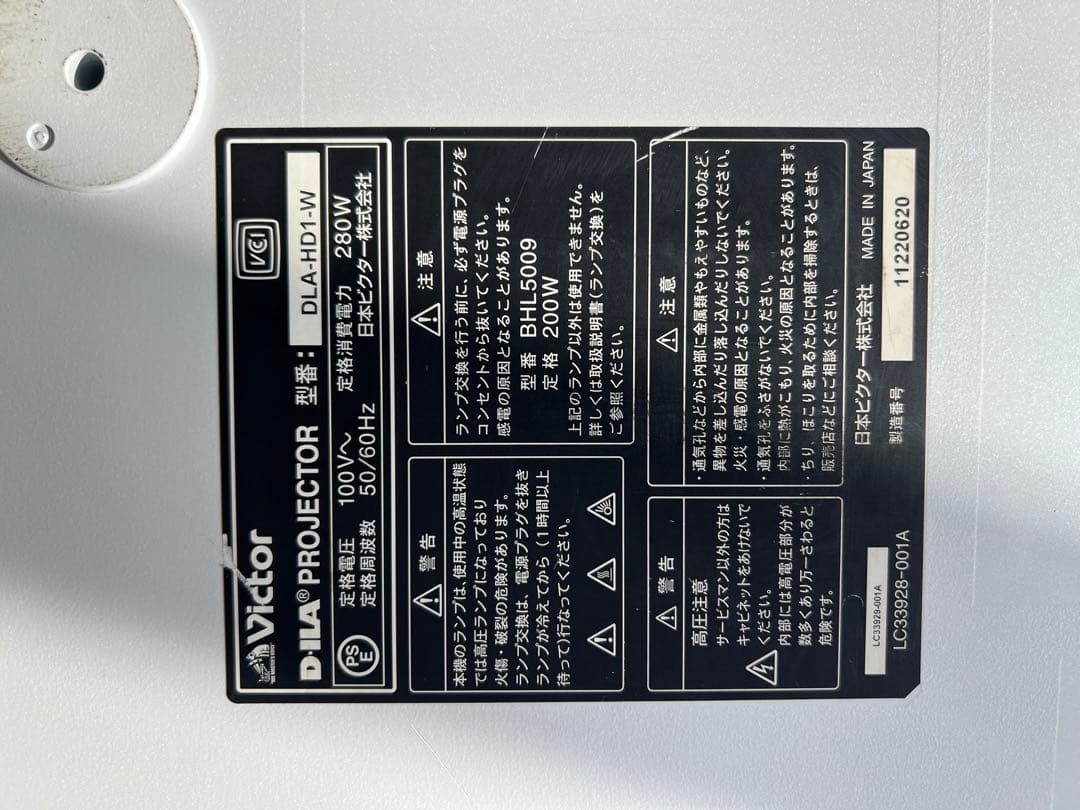 Victor
D-ILA® PROJECTOR 型番: DLA-HD1-W
VCCI
PS
E
定格電圧 100V～ 定格消費電力 280W
定格周波数 50/60Hz 日本ビクター株式会社
⚠ 警告
本機のランプは、使用中の高温状態
では高圧ランプになっており
火傷・破裂の危険があります。
ランプ交換は、電源プラグを抜き
ランプが冷えてから(1時間以上
待って)行なってください。
⚠ 注意
ランプ交換を行う前に、必ず電源プラグを
コンセントから抜いてください。
感電の原因となることがあります。
型番 BHL5009
定格 200W
上記のランプ以外は使用できません。
詳しくは取扱説明書(ランプ交換)を
ご参照ください。
⚠ 警告
高圧注意
サービスマン以外の方は
キャビネットをあけないで
ください。
内部には高電圧部分が
数多くあり万一さわると
危険です。
⚠ 注意
・通気孔などから内部に金属類やもえやすいものなど、
異物を差し込んだり落し込んだりしないでください。
火災・感電の原因となることがあります。
・通気孔をふさがないでください。
内部に熱がこもり、火災の原因となることがあります。
・ちり、ほこりを取るために内部を掃除するときは、
販売店などにご相談ください。
LC33929-001A
LC33928-001A
日本ビクター株式会社 MADE IN JAPAN
製造番号 11220620